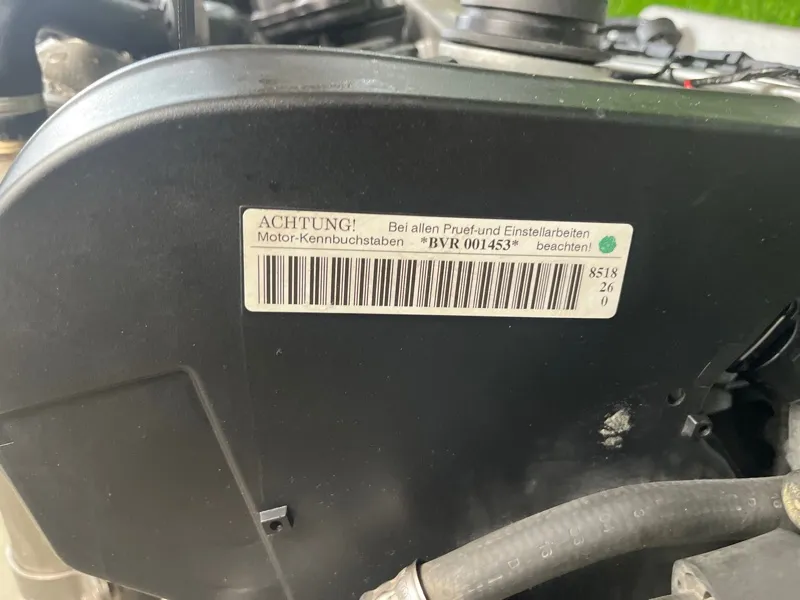 ACHTUNG! Bei allen Pruef-und Einstellarbeiten
Motor-Kennbuchstaben *BVR 001453* beachten!
8518
26
0